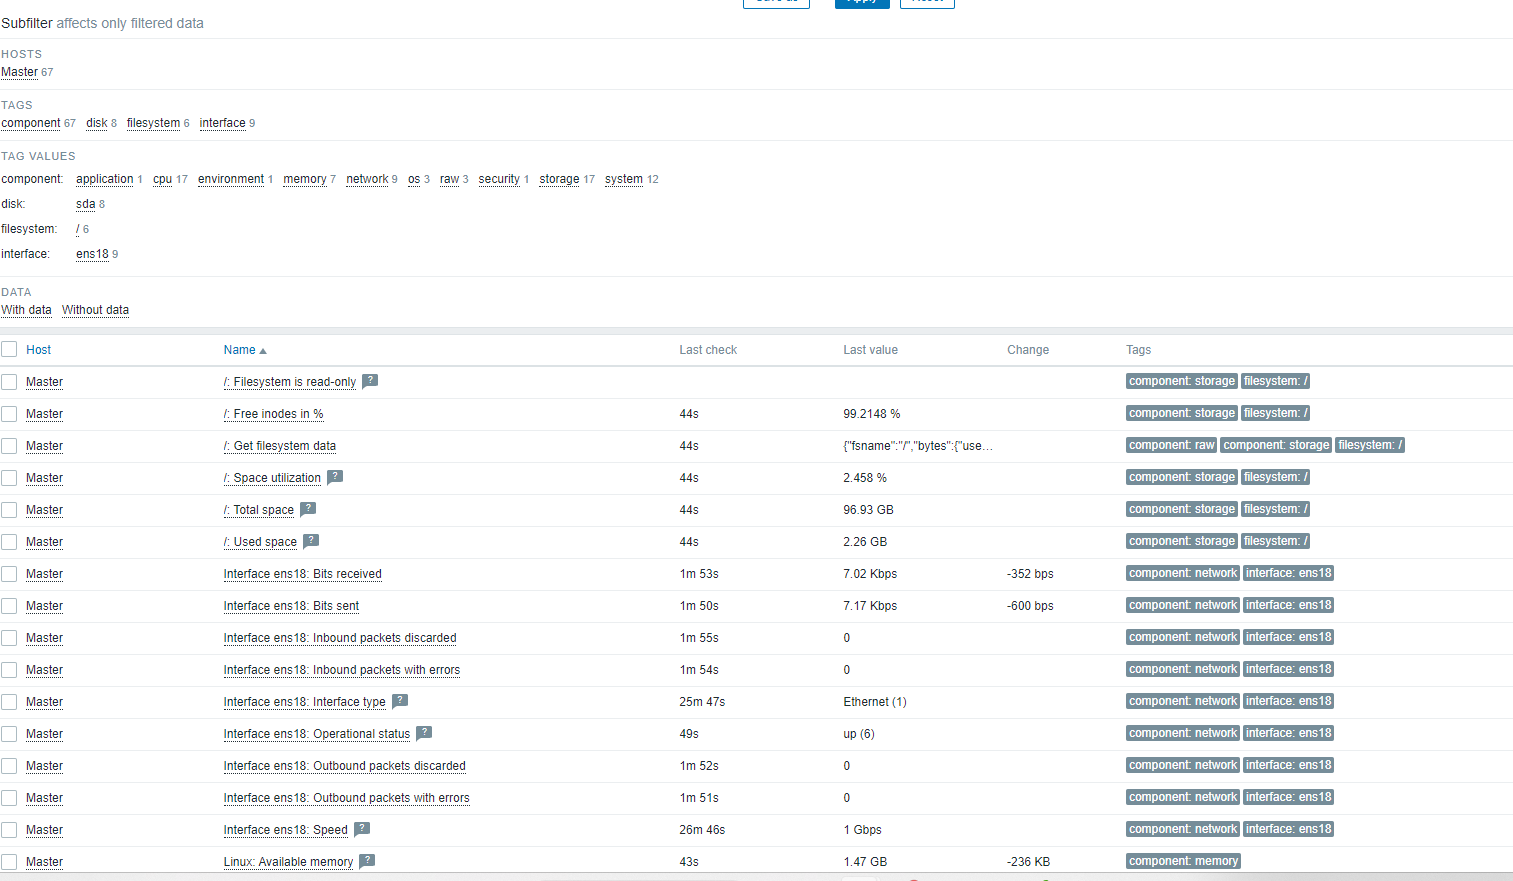 Save as Apply Reset
Subfilter affects only filtered data
HOSTS
Master 67
TAGS
component 67 disk 8 filesystem 6 interface 9
TAG VALUES
component: application 1 cpu 17 environment 1 memory 7 network 9 os 3 raw 3 security 1 storage 17 system 12
disk: sda 8
filesystem: / 6
interface: ens18 9
DATA
With data Without data
Host Name Last check Last value Change Tags
Master /: Filesystem is read-only ? component: storage filesystem: /
Master /: Free inodes in % 44s 99.2148 % component: storage filesystem: /
Master /: Get filesystem data 44s {"fsname":"/","bytes":{"use... component: raw component: storage filesystem: /
Master /: Space utilization ? 44s 2.458 % component: storage filesystem: /
Master /: Total space ? 44s 96.93 GB component: storage filesystem: /
Master /: Used space ? 44s 2.26 GB component: storage filesystem: /
Master Interface ens18: Bits received 1m 53s 7.02 Kbps -352 bps component: network interface: ens18
Master Interface ens18: Bits sent 1m 50s 7.17 Kbps -600 bps component: network interface: ens18
Master Interface ens18: Inbound packets discarded 1m 55s 0 component: network interface: ens18
Master Interface ens18: Inbound packets with errors 1m 54s 0 component: network interface: ens18
Master Interface ens18: Interface type ? 25m 47s Ethernet (1) component: network interface: ens18
Master Interface ens18: Operational status ? 49s up (6) component: network interface: ens18
Master Interface ens18: Outbound packets discarded 1m 52s 0 component: network interface: ens18
Master Interface ens18: Outbound packets with errors 1m 51s 0 component: network interface: ens18
Master Interface ens18: Speed ? 26m 46s 1 Gbps component: network interface: ens18
Master Linux: Available memory ? 43s 1.47 GB -236 KB component: memory